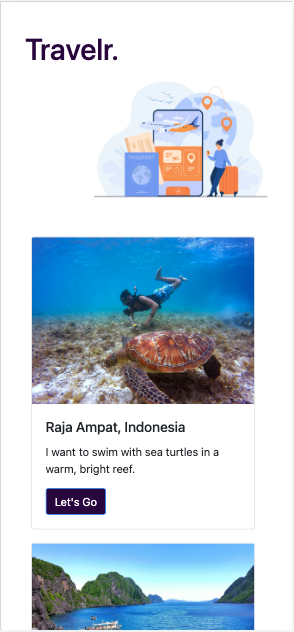 Travelr.
PASSPORT
Raja Ampat, Indonesia
I want to swim with sea turtles in a
warm, bright reef.
Let's Go